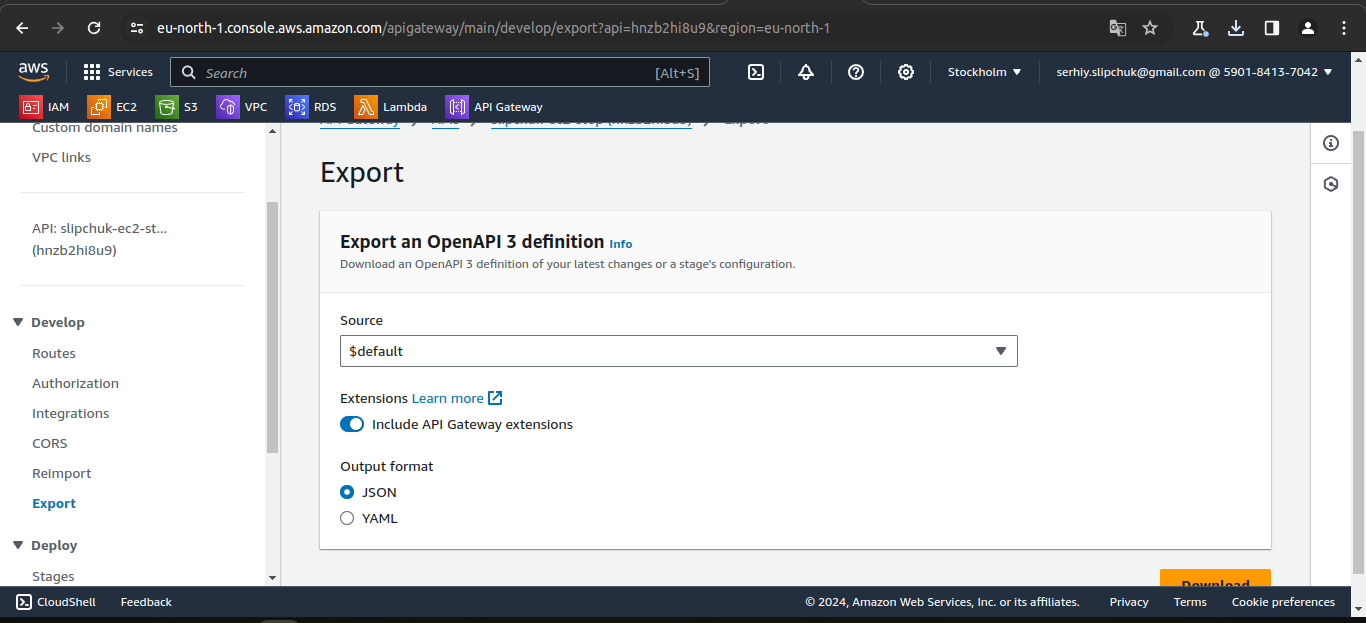 eu-north-1.console.aws.amazon.com/apigateway/main/develop/export?api=hnzb2hi8u9&region=eu-north-1
aws
Services
Search
[Alt+S]
Stockholm
serhiy.slipchuk@gmail.com @ 5901-8413-7042
IAM
EC2
S3
VPC
RDS
Lambda
API Gateway
Custom domain names
VPC links
API: slipchuk-ec2-st...
(hnzb2hi8u9)
Develop
Routes
Authorization
Integrations
CORS
Reimport
Export
Deploy
Stages
Export
Export an OpenAPI 3 definition Info
Download an OpenAPI 3 definition of your latest changes or a stage's configuration.
Source
$default
Extensions Learn more
Include API Gateway extensions
Output format
JSON
YAML
Download
CloudShell
Feedback
© 2024, Amazon Web Services, Inc. or its affiliates.
Privacy
Terms
Cookie preferences